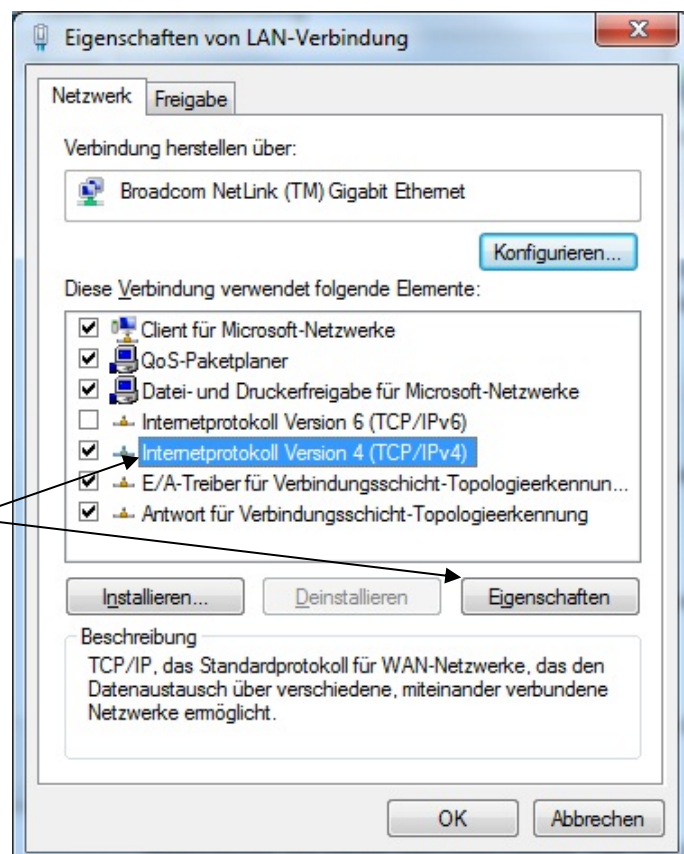 Eigenschaften von LAN-Verbindung
Netzwerk Freigabe
Verbindung herstellen über:
Broadcom NetLink (TM) Gigabit Ethernet
Konfigurieren...
Diese Verbindung verwendet folgende Elemente:
Client für Microsoft-Netzwerke
QoS-Paketplaner
Datei- und Druckerfreigabe für Microsoft-Netzwerke
Internetprotokoll Version 6 (TCP/IPv6)
Internetprotokoll Version 4 (TCP/IPv4)
E/A-Treiber für Verbindungsschicht-Topologieerkennun...
Antwort für Verbindungsschicht-Topologieerkennung
Installieren... Deinstallieren Eigenschaften
Beschreibung
TCP/IP, das Standardprotokoll für WAN-Netzwerke, das den
Datenaustausch über verschiedene, miteinander verbundene
Netzwerke ermöglicht.
OK Abbrechen